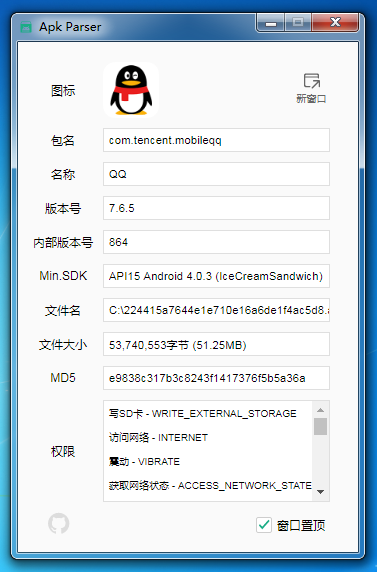 Apk Parser
图标
新窗口
包名 com.tencent.mobileqq
名称 QQ
版本号 7.6.5
内部版本号 864
Min.SDK API15 Android 4.0.3 (IceCreamSandwich)
文件名 C:\224415a7644e1e710e16a6de1f4ac5d8.a
文件大小 53,740,553字节 (51.25MB)
MD5 e9838c317b3c8243f1417376f5b5a36a
权限
写SD卡 - WRITE_EXTERNAL_STORAGE
访问网络 - INTERNET
震动 - VIBRATE
获取网络状态 - ACCESS_NETWORK_STATE
窗口置顶